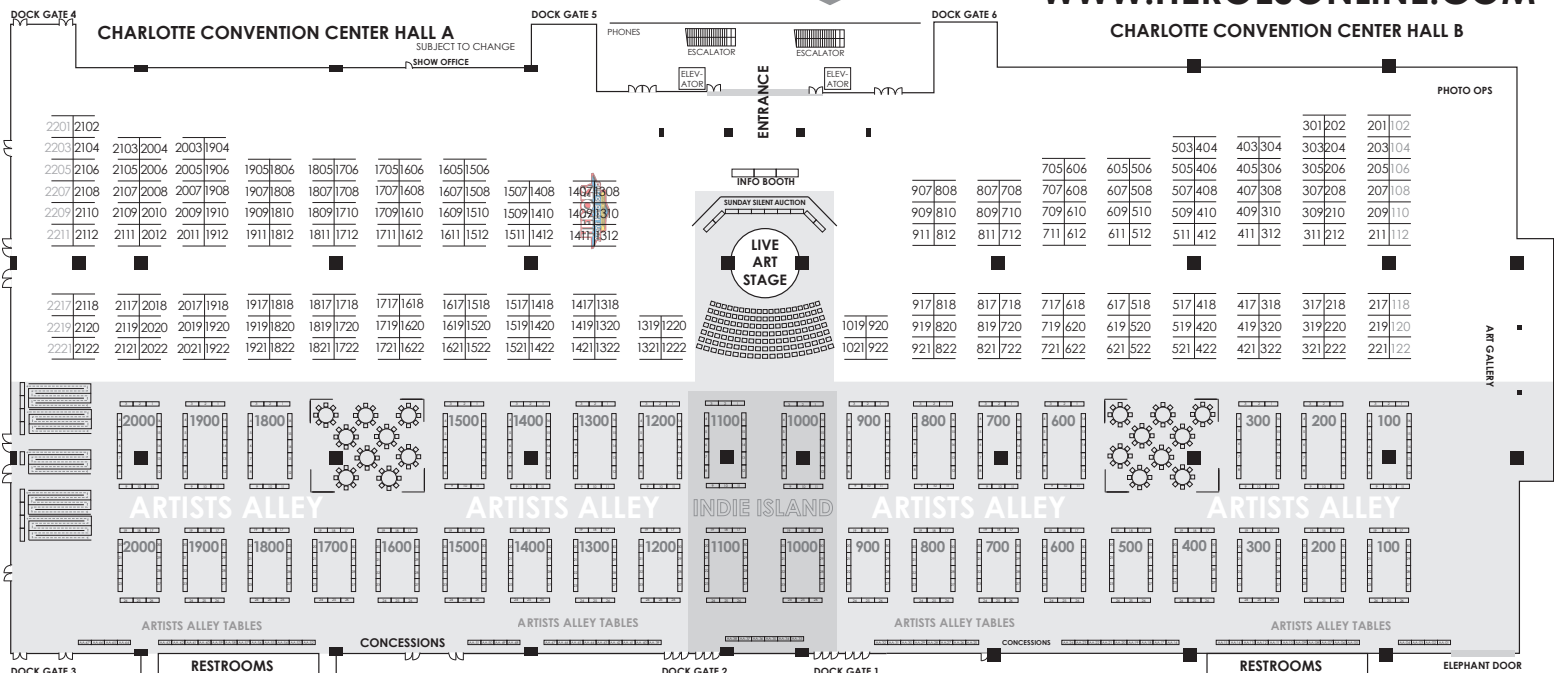 WWW.HEROESONLINE.COM
DOCK GATE 4
DOCK GATE 5
DOCK GATE 6
CHARLOTTE CONVENTION CENTER HALL A
SUBJECT TO CHANGE
SHOW OFFICE
PHONES
ESCALATOR
ESCALATOR
CHARLOTTE CONVENTION CENTER HALL B
ELEV-
ATOR
ELEV-
ATOR
ENTRANCE
PHOTO OPS
2201 2102 301 202 201 102
2203 2104 2103 2004 2003 1904 503 404 403 304 303 204 203 104
2205 2106 2105 2006 2005 1906 1905 1806 1805 1706 1705 1606 1605 1506 705 606 605 506 505 406 405 306 305 206 205 106
INFO BOOTH
2207 2108 2107 2008 2007 1908 1907 1808 1807 1708 1707 1608 1607 1508 1507 1408 1407 1308 907 808 807 708 707 608 607 508 507 408 407 308 307 208 207 108
SUNDAY SILENT AUCTION
2209 2110 2109 2010 2009 1910 1909 1810 1809 1710 1709 1610 1609 1510 1509 1410 1409 1310 909 810 809 710 709 610 609 510 509 410 409 310 309 210 209 110
2211 2112 2111 2012 2011 1912 1911 1812 1811 1712 1711 1612 1611 1512 1511 1412 1411 1312 911 812 811 712 711 612 611 512 511 412 411 312 311 212 211 112
LIVE
ART
STAGE
2217 2118 2117 2018 2017 1918 1917 1818 1817 1718 1717 1618 1617 1518 1517 1418 1417 1318 917 818 817 718 717 618 617 518 517 418 417 318 317 218 217 118
2219 2120 2119 2020 2019 1920 1919 1820 1819 1720 1719 1620 1619 1520 1519 1420 1419 1320 1319 1220 1019 920 919 820 819 720 719 620 619 520 519 420 419 320 319 220 219 120
2221 2122 2121 2022 2021 1922 1921 1822 1821 1722 1721 1622 1621 1522 1521 1422 1421 1322 1321 1222 1021 922 921 822 821 722 721 622 621 522 521 422 421 322 321 222 221 122
ART GALLERY
2000 1900 1800 1500 1400 1300 1200 1100 1000 900 800 700 600 300 200 100
ARTISTS ALLEY
ARTISTS ALLEY
INDIE ISLAND
ARTISTS ALLEY
ARTISTS ALLEY
2000 1900 1800 1700 1600 1500 1400 1300 1200 1100 1000 900 800 700 600 500 400 300 200 100
ARTISTS ALLEY TABLES
ARTISTS ALLEY TABLES
ARTISTS ALLEY TABLES
ARTISTS ALLEY TABLES
CONCESSIONS
CONCESSIONS
DOCK GATE 3
RESTROOMS
DOCK GATE 2
DOCK GATE 1
RESTROOMS
ELEPHANT DOOR